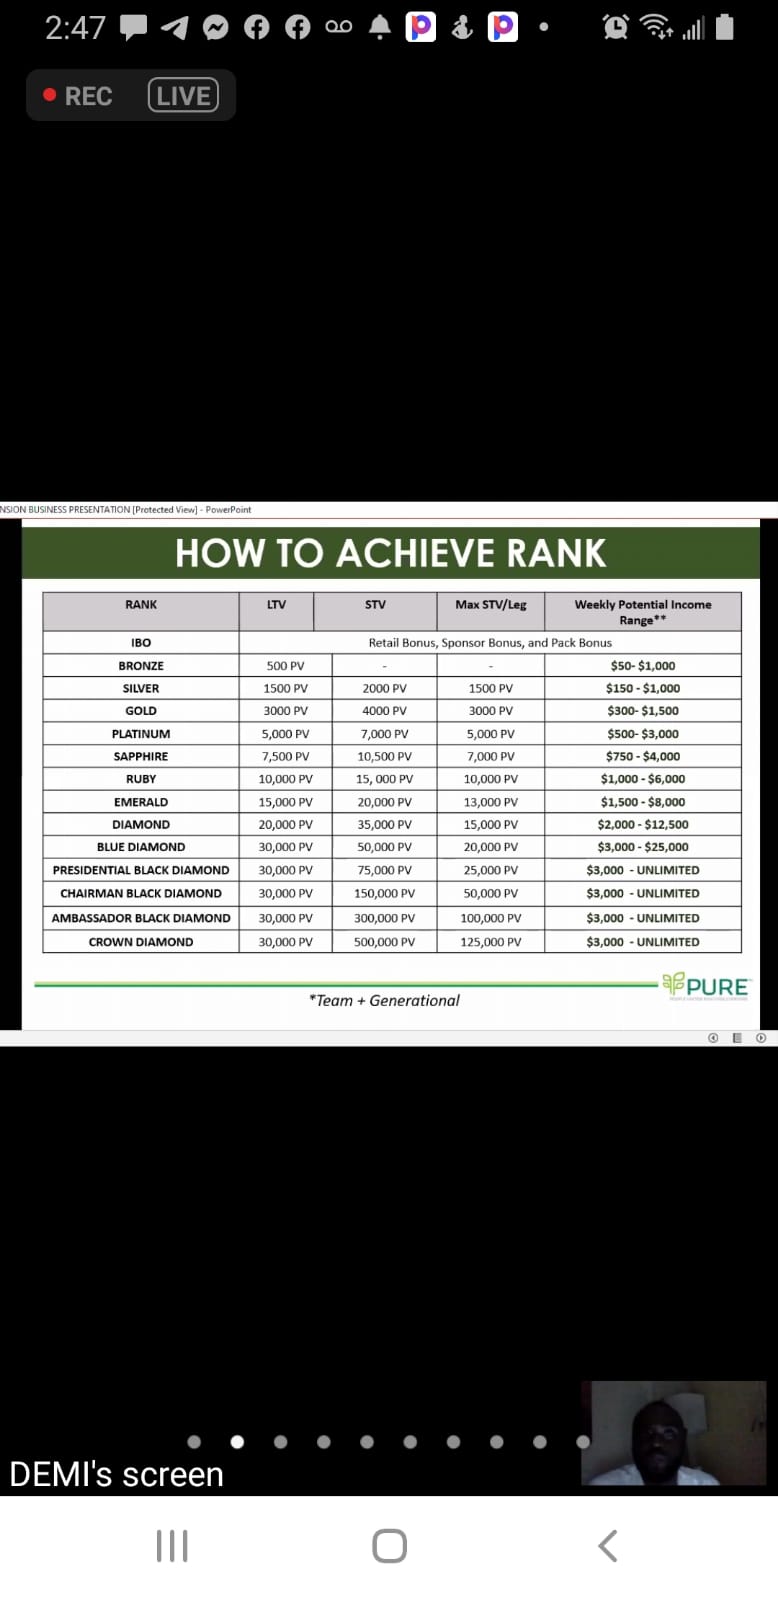 2:47
REC LIVE
NSION BUSINESS PRESENTATION [Protected View] - PowerPoint
HOW TO ACHIEVE RANK
RANK LTV STV Max STV/Leg Weekly Potential Income
Range**
IBO Retail Bonus, Sponsor Bonus, and Pack Bonus
BRONZE 500 PV - - $50- $1,000
SILVER 1500 PV 2000 PV 1500 PV $150 - $1,000
GOLD 3000 PV 4000 PV 3000 PV $300- $1,500
PLATINUM 5,000 PV 7,000 PV 5,000 PV $500- $3,000
SAPPHIRE 7,500 PV 10,500 PV 7,000 PV $750 - $4,000
RUBY 10,000 PV 15, 000 PV 10,000 PV $1,000 - $6,000
EMERALD 15,000 PV 20,000 PV 13,000 PV $1,500 - $8,000
DIAMOND 20,000 PV 35,000 PV 15,000 PV $2,000 - $12,500
BLUE DIAMOND 30,000 PV 50,000 PV 20,000 PV $3,000 - $25,000
PRESIDENTIAL BLACK DIAMOND 30,000 PV 75,000 PV 25,000 PV $3,000 - UNLIMITED
CHAIRMAN BLACK DIAMOND 30,000 PV 150,000 PV 50,000 PV $3,000 - UNLIMITED
AMBASSADOR BLACK DIAMOND 30,000 PV 300,000 PV 100,000 PV $3,000 - UNLIMITED
CROWN DIAMOND 30,000 PV 500,000 PV 125,000 PV $3,000 - UNLIMITED
PURE
*Team + Generational
DEMI's screen